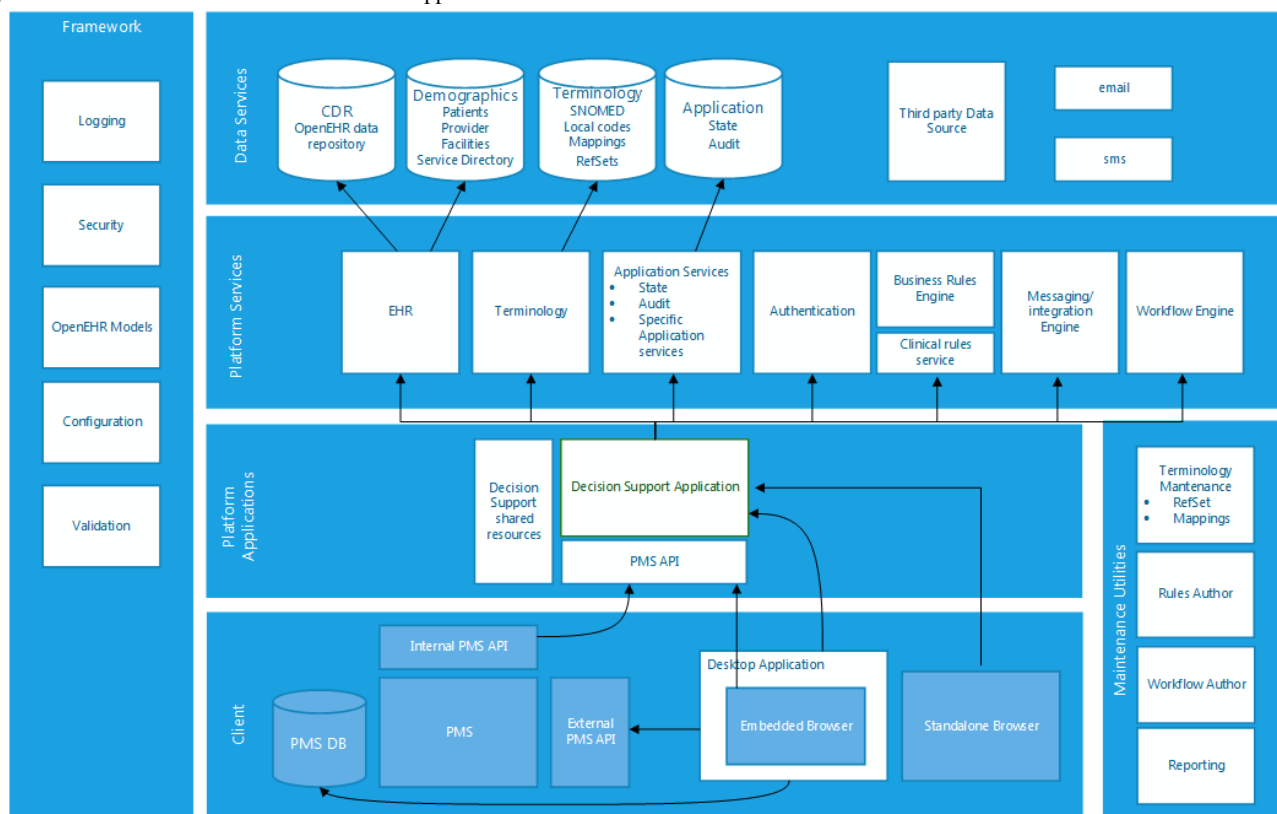 Framework
Logging
Security
OpenEHR Models
Configuration
Validation
Data Services
CDR
OpenEHR data
repository
Demographics
Patients
Provider
Facilities
Service Directory
Terminology
SNOMED
Local codes
Mappings
RefSets
Application
State
Audit
Third party Data
Source
email
sms
Platform Services
EHR
Terminology
Application Services
• State
• Audit
• Specific
Application
services
Authentication
Business Rules
Engine
Clinical rules
service
Messaging/
integration
Engine
Workflow Engine
Platform
Applications
Decision
Support
shared
resources
Decision Support Application
PMS API
Client
Internal PMS API
PMS DB
PMS
External
PMS API
Desktop Application
Embedded Browser
Standalone Browser
Maintenance Utilities
Terminology
Mantenance
• RefSet
• Mappings
Rules Author
Workflow Author
Reporting